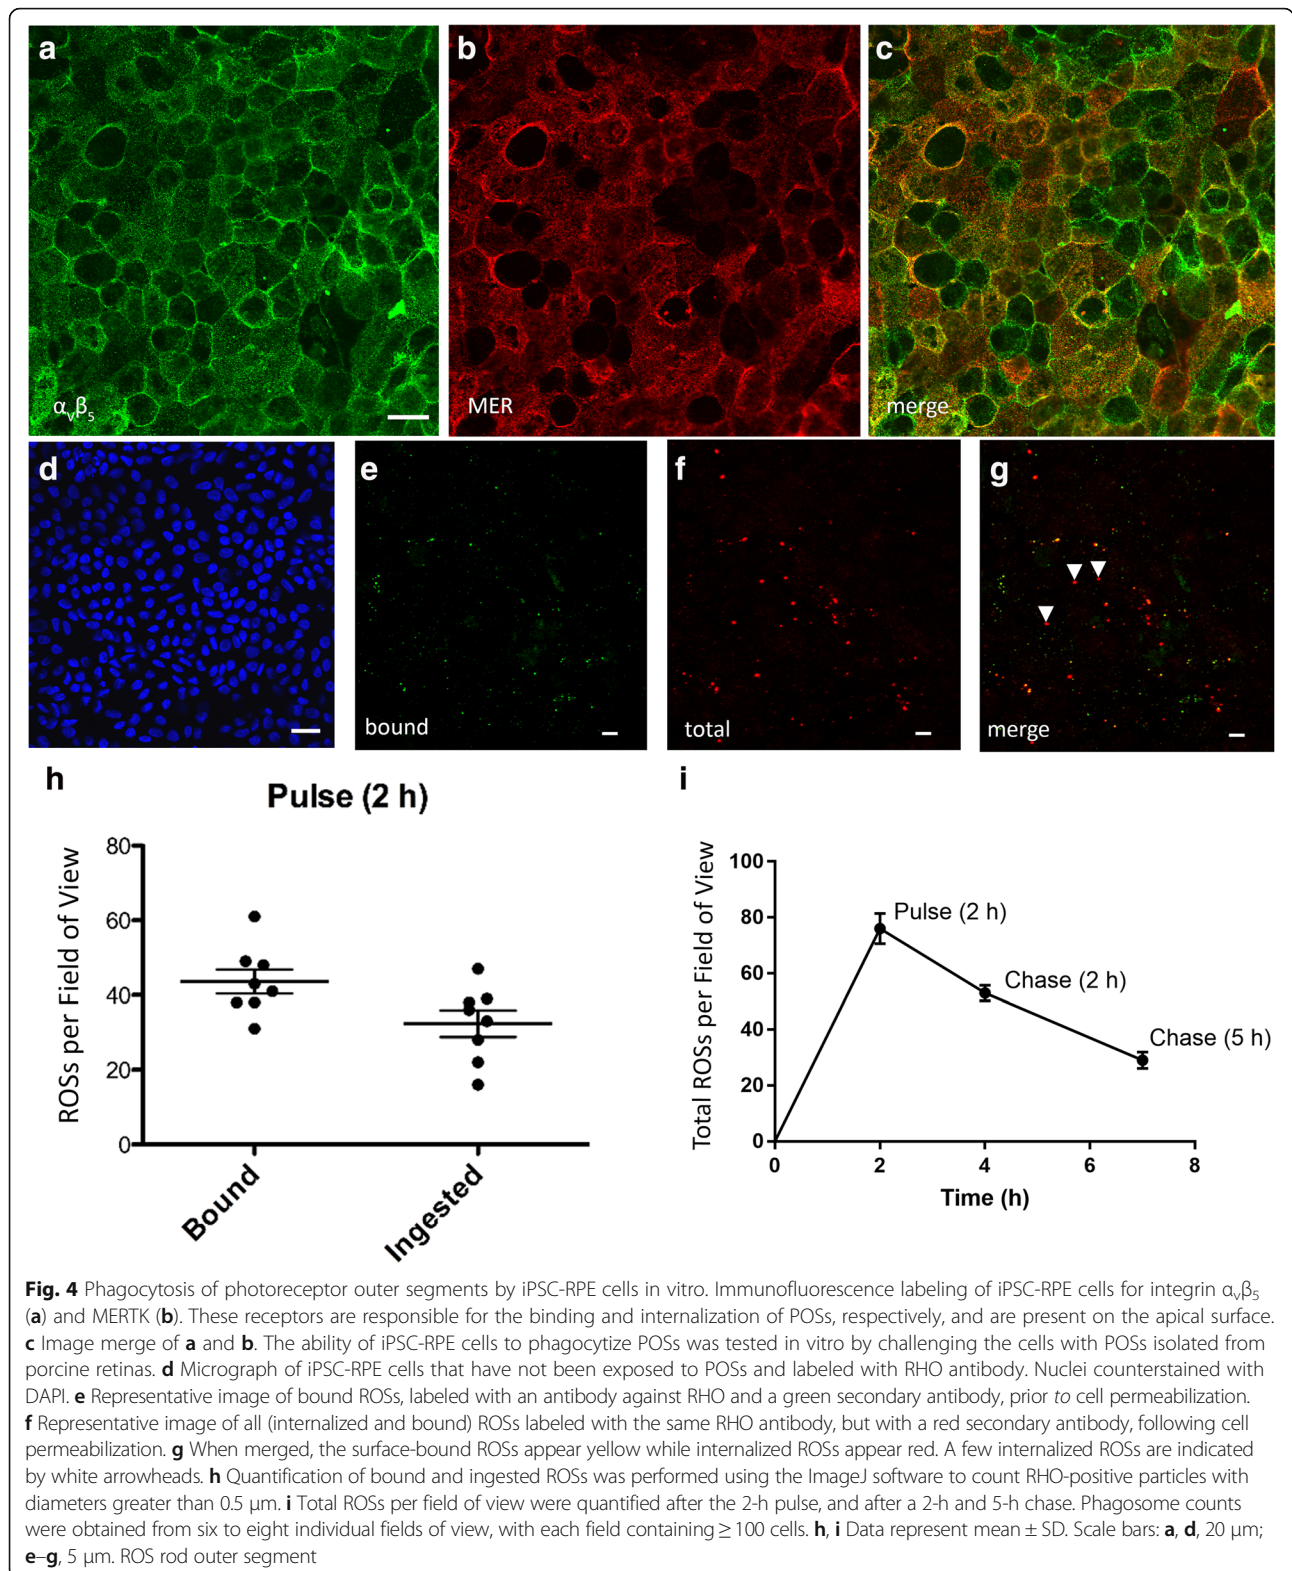 a
b
c
αvβ5
MER
merge
d
e
f
g
bound
total
merge
h
Pulse (2 h)
ROSs per Field of View
80
60
40
20
0
Bound
Ingested
i
Total ROSs per Field of View
100
80
60
40
20
0
Pulse (2 h)
Chase (2 h)
Chase (5 h)
0
2
4
6
8
Time (h)
Fig. 4 Phagocytosis of photoreceptor outer segments by iPSC-RPE cells in vitro. Immunofluorescence labeling of iPSC-RPE cells for integrin αvβ5
(a) and MERTK (b). These receptors are responsible for the binding and internalization of POSs, respectively, and are present on the apical surface.
c Image merge of a and b. The ability of iPSC-RPE cells to phagocytize POSs was tested in vitro by challenging the cells with POSs isolated from
porcine retinas. d Micrograph of iPSC-RPE cells that have not been exposed to POSs and labeled with RHO antibody. Nuclei counterstained with
DAPI. e Representative image of bound ROSs, labeled with an antibody against RHO and a green secondary antibody, prior to cell permeabilization.
f Representative image of all (internalized and bound) ROSs labeled with the same RHO antibody, but with a red secondary antibody, following cell
permeabilization. g When merged, the surface-bound ROSs appear yellow while internalized ROSs appear red. A few internalized ROSs are indicated
by white arrowheads. h Quantification of bound and ingested ROSs was performed using the ImageJ software to count RHO-positive particles with
diameters greater than 0.5 μm. i Total ROSs per field of view were quantified after the 2-h pulse, and after a 2-h and 5-h chase. Phagosome counts
were obtained from six to eight individual fields of view, with each field containing ≥ 100 cells. h, i Data represent mean ± SD. Scale bars: a, d, 20 μm;
e–g, 5 μm. ROS rod outer segment